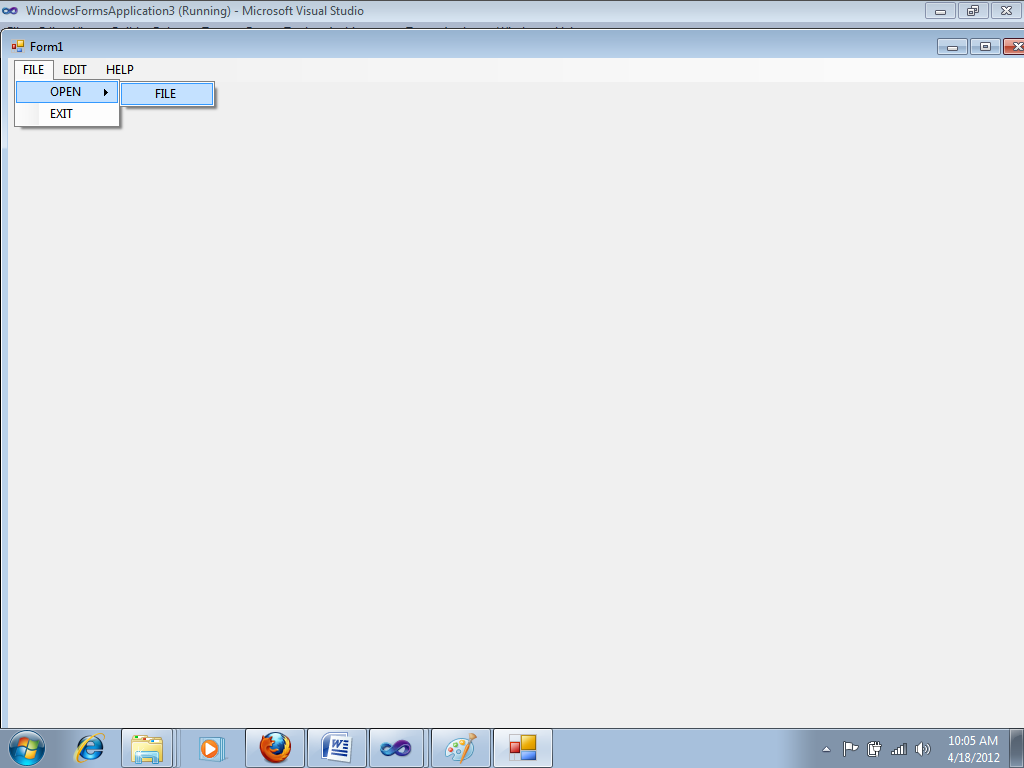 WindowsFormsApplication3 (Running) - Microsoft Visual Studio
Form1
FILE EDIT HELP
OPEN FILE
EXIT
10:05 AM
4/18/2012